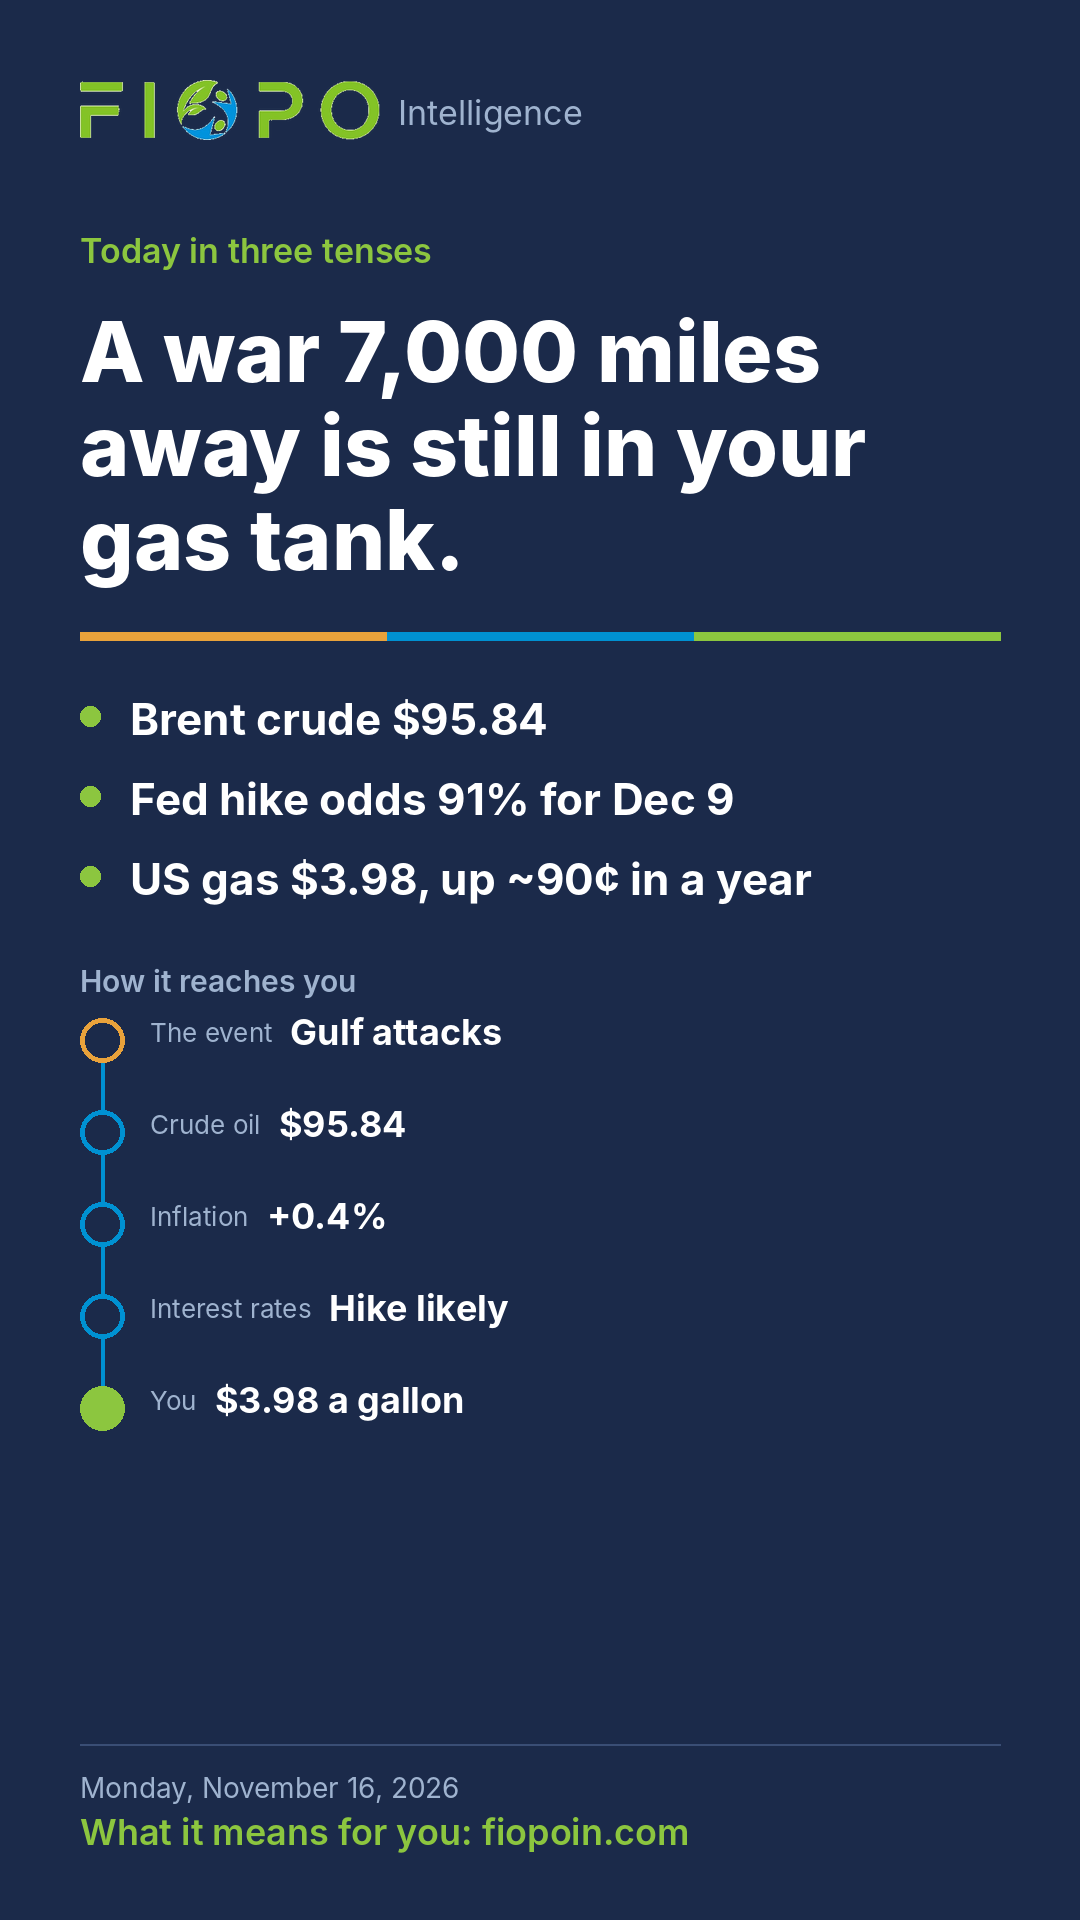 FIOPO Intelligence
Today in three tenses
A war 7,000 miles
away is still in your
gas tank.
Brent crude $95.84
Fed hike odds 91% for Dec 9
US gas $3.98, up ~90¢ in a year
How it reaches you
The event Gulf attacks
Crude oil $95.84
Inflation +0.4%
Interest rates Hike likely
You $3.98 a gallon
Monday, November 16, 2026
What it means for you: fiopoin.com